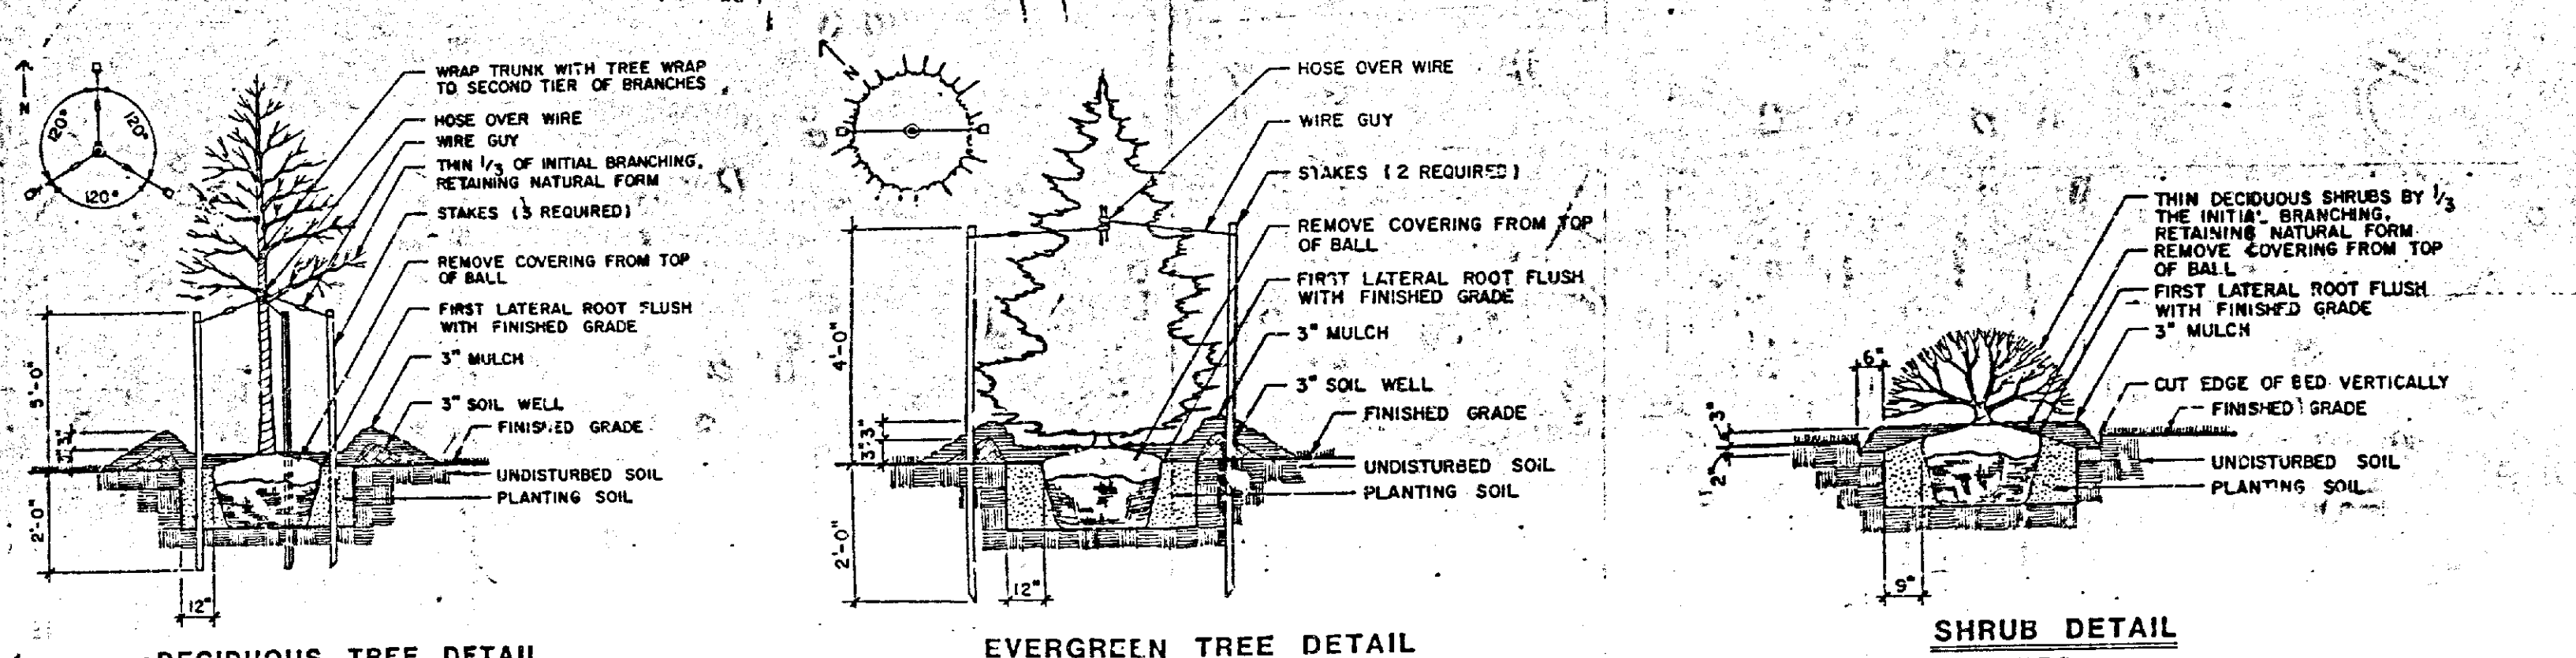 N
120°
120°
120°
WRAP TRUNK WITH TREE WRAP
TO SECOND TIER OF BRANCHES
HOSE OVER WIRE
WIRE GUY
THIN 1/3 OF INITIAL BRANCHING,
RETAINING NATURAL FORM
STAKES (3 REQUIRED)
REMOVE COVERING FROM TOP
OF BALL
FIRST LATERAL ROOT FLUSH
WITH FINISHED GRADE
3" MULCH
3" SOIL WELL
FINISHED GRADE
UNDISTURBED SOIL
PLANTING SOIL
5'-0"
3"
3"
2'-0"
12"
DECIDUOUS TREE DETAIL
N
HOSE OVER WIRE
WIRE GUY
STAKES (2 REQUIRED)
REMOVE COVERING FROM TOP
OF BALL
FIRST LATERAL ROOT FLUSH
WITH FINISHED GRADE
3" MULCH
3" SOIL WELL
FINISHED GRADE
UNDISTURBED SOIL
PLANTING SOIL
4'-0"
3"
3"
2'-0"
12"
EVERGREEN TREE DETAIL
THIN DECIDUOUS SHRUBS BY 1/3
THE INITIAL BRANCHING,
RETAINING NATURAL FORM
REMOVE COVERING FROM TOP
OF BALL
FIRST LATERAL ROOT FLUSH
WITH FINISHED GRADE
3" MULCH
CUT EDGE OF BED VERTICALLY
FINISHED GRADE
UNDISTURBED SOIL
PLANTING SOIL
6"
3"
2"
9"
SHRUB DETAIL